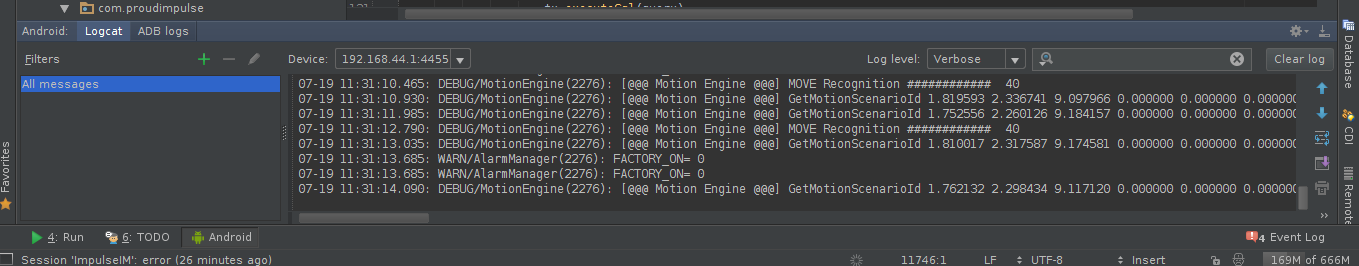 com.proudimpulse
Android: Logcat ADB logs
Filters Device: 192.168.44.1:4455 Log level: Verbose Clear log
All messages
07-19 11:31:10.465: DEBUG/MotionEngine(2276): [@@@ Motion Engine @@@] MOVE Recognition ############ 40
07-19 11:31:10.930: DEBUG/MotionEngine(2276): [@@@ Motion Engine @@@] GetMotionScenarioId 1.819593 2.336741 9.097966 0.000000 0.000000 0.000000
07-19 11:31:11.985: DEBUG/MotionEngine(2276): [@@@ Motion Engine @@@] GetMotionScenarioId 1.752556 2.260126 9.184157 0.000000 0.000000 0.000000
07-19 11:31:12.790: DEBUG/MotionEngine(2276): [@@@ Motion Engine @@@] MOVE Recognition ############ 40
07-19 11:31:13.035: DEBUG/MotionEngine(2276): [@@@ Motion Engine @@@] GetMotionScenarioId 1.810017 2.317587 9.174581 0.000000 0.000000 0.000000
07-19 11:31:13.685: WARN/AlarmManager(2276): FACTORY_ON= 0
07-19 11:31:13.685: WARN/AlarmManager(2276): FACTORY_ON= 0
07-19 11:31:14.090: DEBUG/MotionEngine(2276): [@@@ Motion Engine @@@] GetMotionScenarioId 1.762132 2.298434 9.117120 0.000000 0.000000 0.000000
Favorites
Database
CDI
Remote
4: Run 6: TODO Android 4 Event Log
Session 'ImpulseIM': error (26 minutes ago) 11746:1 LF UTF-8 Insert 169M of 666M